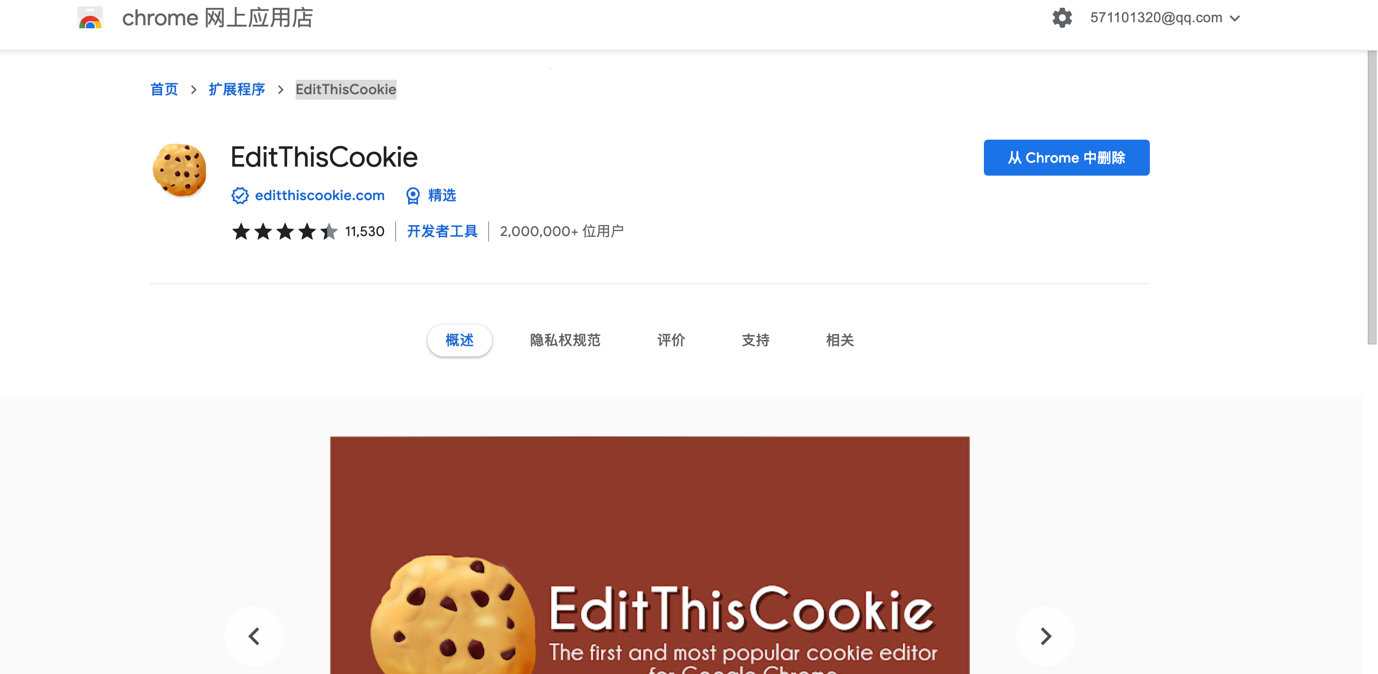 chrome 网上应用店
571101320@qq.com
首页 > 扩展程序 > EditThisCookie
EditThisCookie
从 Chrome 中删除
editthiscookie.com 精选
11,530 开发者工具 2,000,000+ 位用户
概述 隐私权规范 评价 支持 相关
EditThisCookie
The first and most popular cookie editor
for Google Chrome